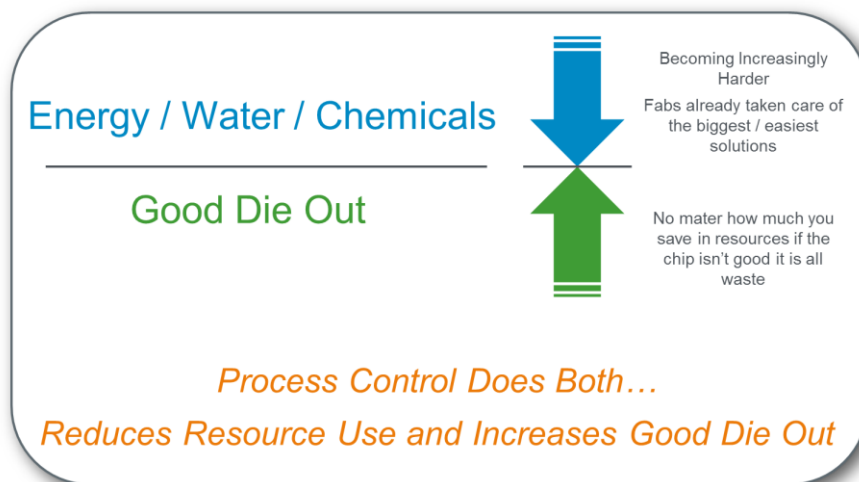 Energy / Water / Chemicals
Good Die Out
Becoming Increasingly
Harder
Fabs already taken care of
the biggest / easiest
solutions
No mater how much you
save in resources if the
chip isn't good it is all
waste
Process Control Does Both…
Reduces Resource Use and Increases Good Die Out